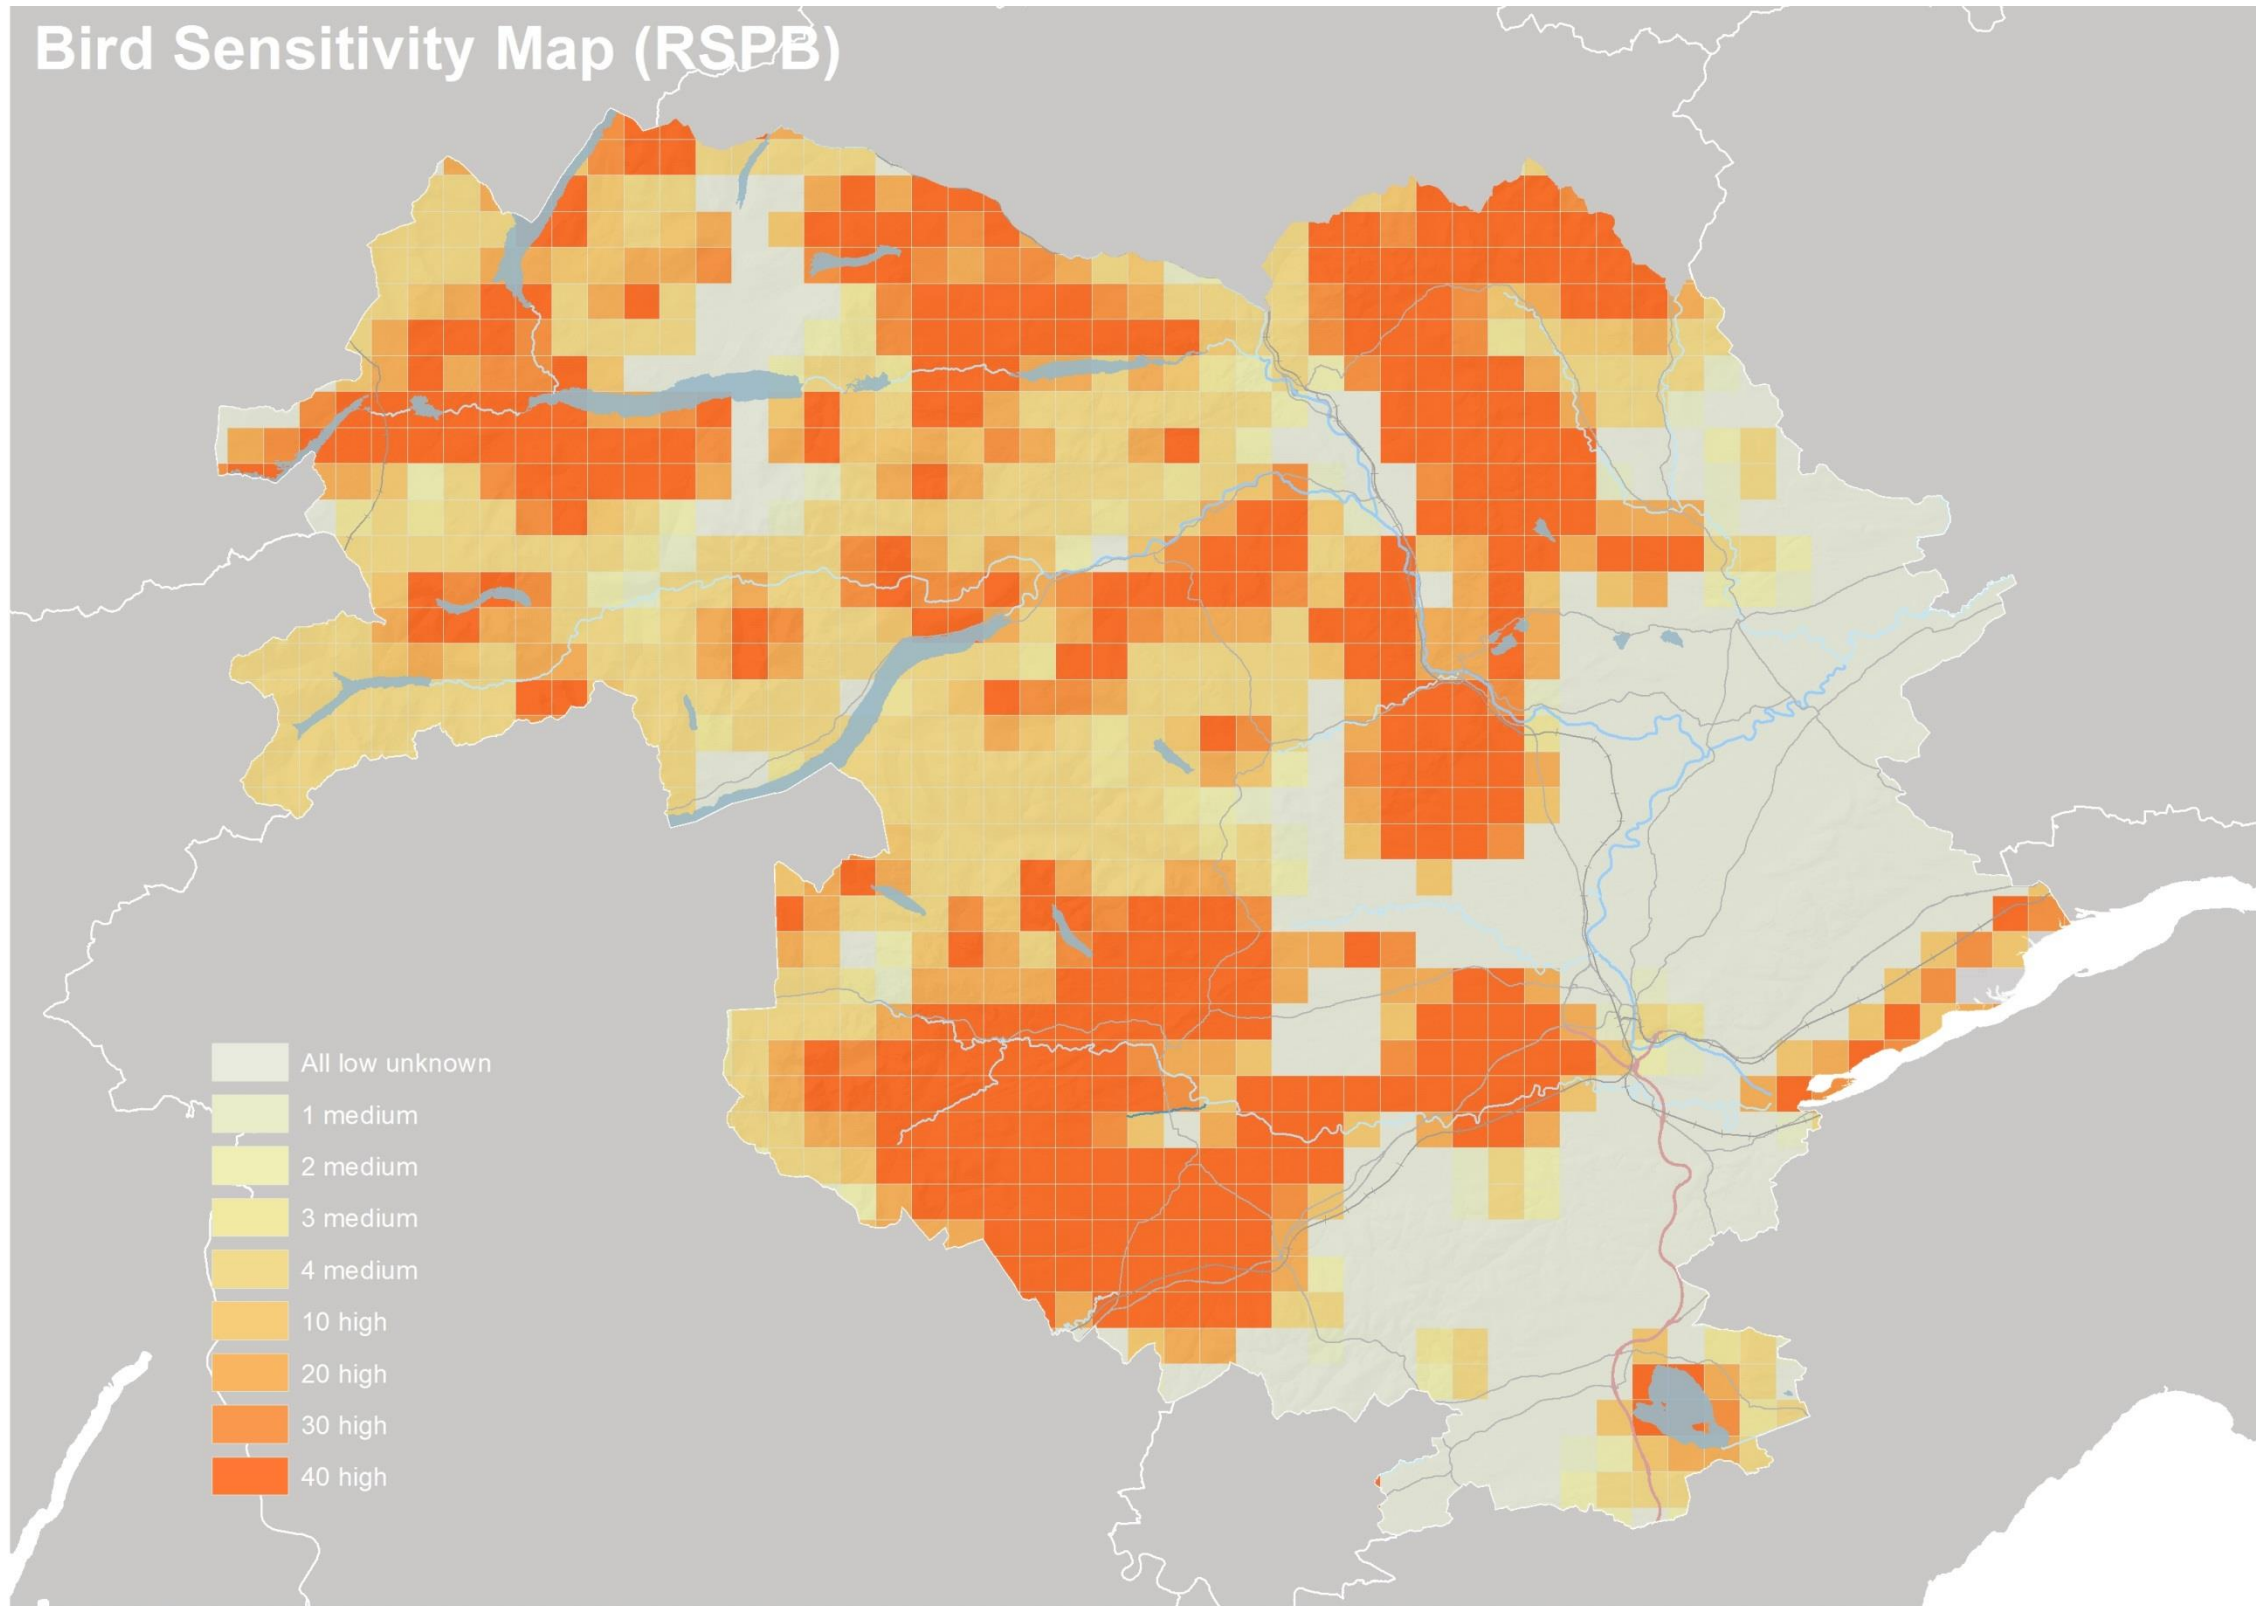 Bird Sensitivity Map (RSPB)
All low unknown
1 medium
2 medium
3 medium
4 medium
10 high
20 high
30 high
40 high